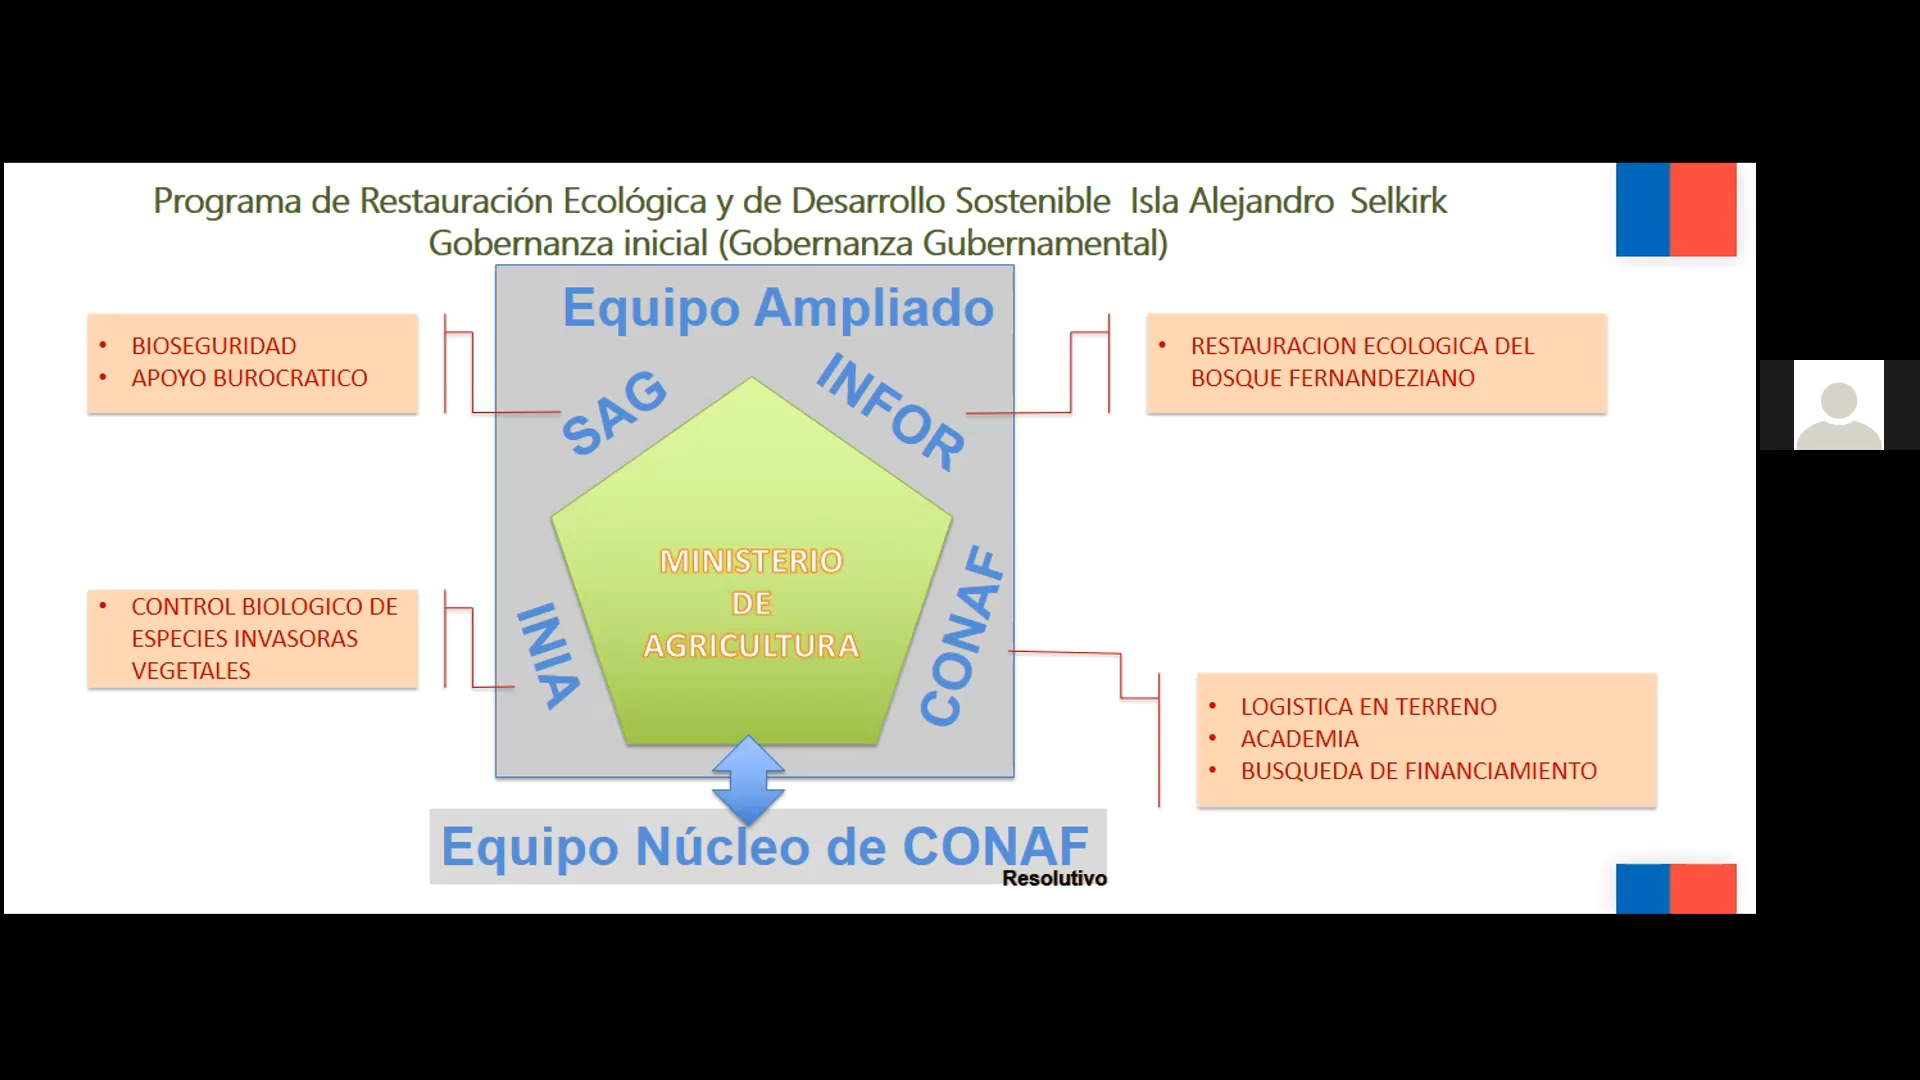 Programa de Restauración Ecológica y de Desarrollo Sostenible Isla Alejandro Selkirk
Gobernanza inicial (Gobernanza Gubernamental)
Equipo Ampliado
• BIOSEGURIDAD
• APOYO BUROCRATICO
SAG
INFOR
• RESTAURACION ECOLOGICA DEL
BOSQUE FERNANDEZIANO
• CONTROL BIOLOGICO DE
ESPECIES INVASORAS
VEGETALES
INIA
MINISTERIO
DE
AGRICULTURA
CONAF
• LOGISTICA EN TERRENO
• ACADEMIA
• BUSQUEDA DE FINANCIAMIENTO
Equipo Núcleo de CONAF
Resolutivo